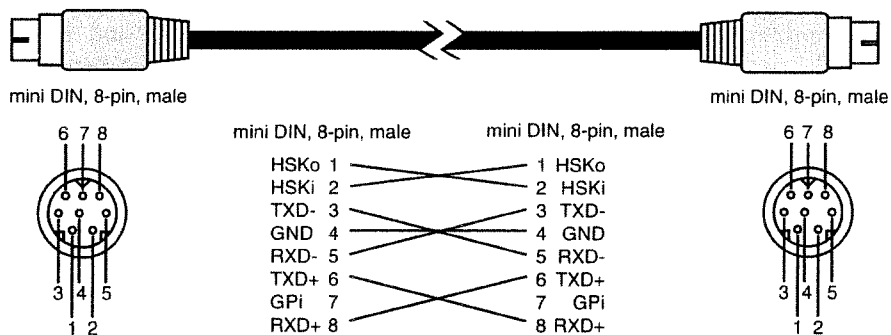 mini DIN, 8-pin, male
mini DIN, 8-pin, male
6 7 8
3 4 5
1 2
mini DIN, 8-pin, male mini DIN, 8-pin, male
HSKo 1 1 HSKo
HSKi 2 2 HSKi
TXD- 3 3 TXD-
GND 4 4 GND
RXD- 5 5 RXD-
TXD+ 6 6 TXD+
GPi 7 7 GPi
RXD+ 8 8 RXD+
6 7 8
3 4 5
1 2